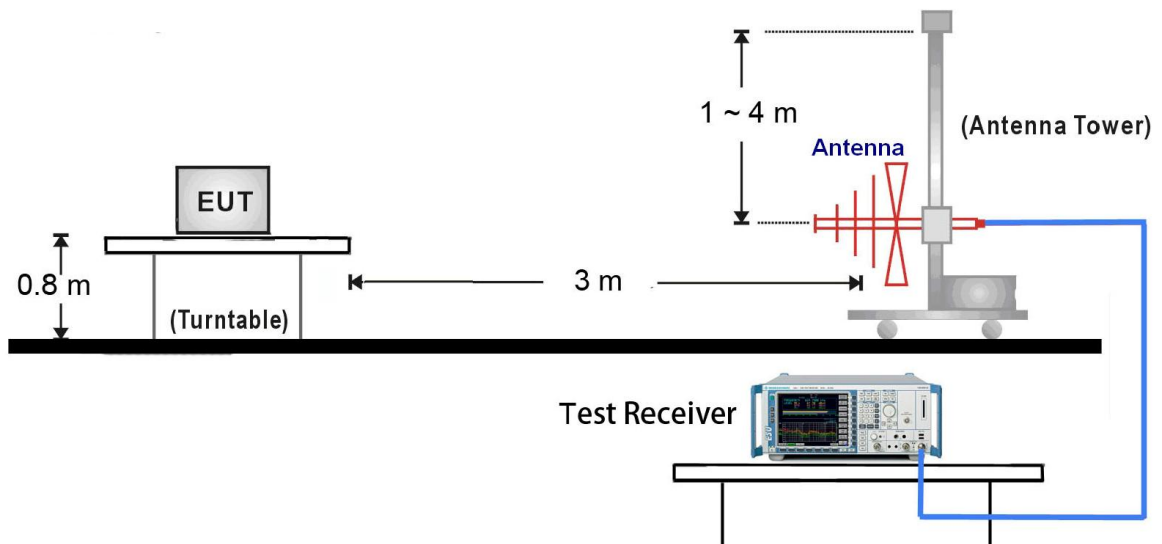 1 ~ 4 m
(Antenna Tower)
Antenna
EUT
0.8 m
3 m
(Turntable)
Test Receiver